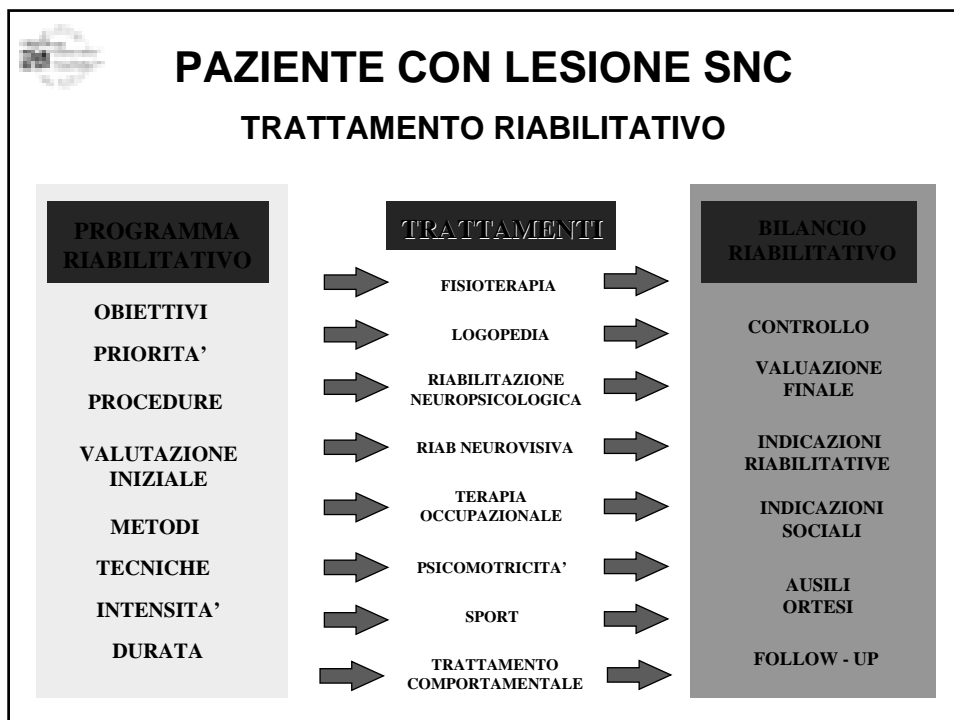 PAZIENTE CON LESIONE SNC
TRATTAMENTO RIABILITATIVO
PROGRAMMA
RIABILITATIVO
OBIETTIVI
PRIORITA’
PROCEDURE
VALUTAZIONE
INIZIALE
METODI
TECNICHE
INTENSITA’
DURATA
TRATTAMENTI
FISIOTERAPIA
LOGOPEDIA
RIABILITAZIONE
NEUROPSICOLOGICA
RIAB NEUROVISIVA
TERAPIA
OCCUPAZIONALE
PSICOMOTRICITA’
SPORT
TRATTAMENTO
COMPORTAMENTALE
BILANCIO
RIABILITATIVO
CONTROLLO
VALUAZIONE
FINALE
INDICAZIONI
RIABILITATIVE
INDICAZIONI
SOCIALI
AUSILI
ORTESI
FOLLOW - UP